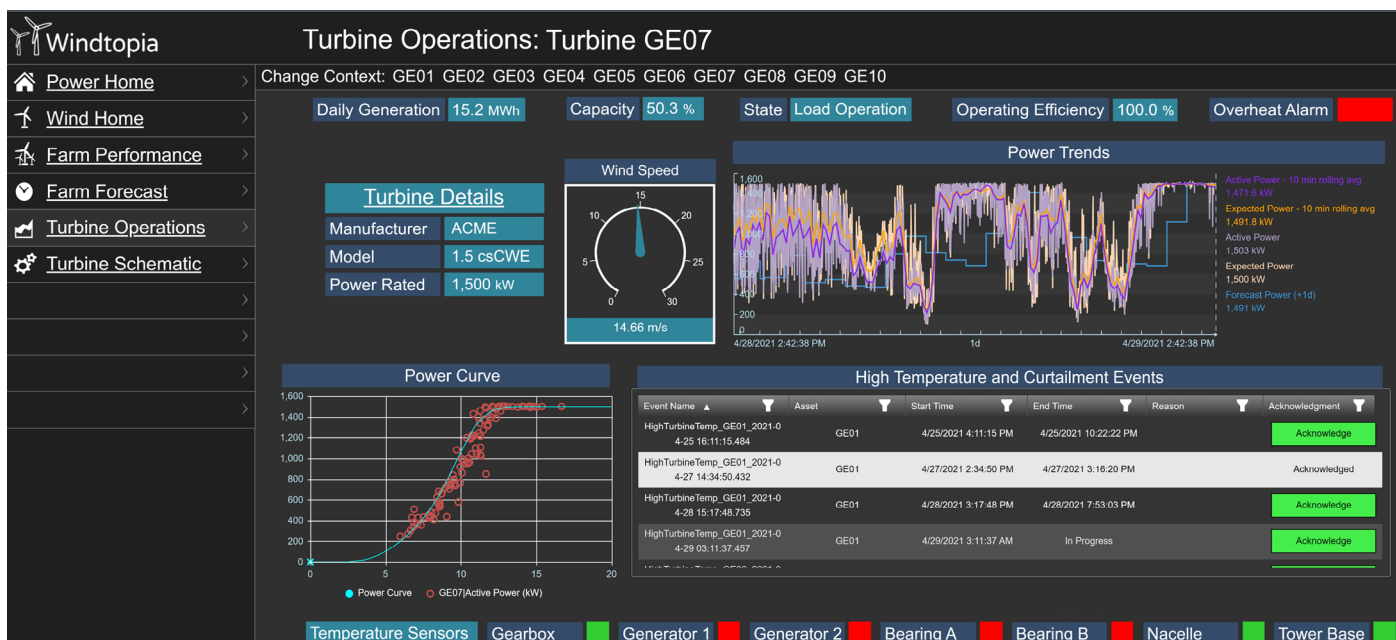 Windtopia
Turbine Operations: Turbine GE07
Power Home
Wind Home
Farm Performance
Farm Forecast
Turbine Operations
Turbine Schematic
Change Context: GE01 GE02 GE03 GE04 GE05 GE06 GE07 GE08 GE09 GE10
Daily Generation 15.2 MWh Capacity 50.3 % State Load Operation Operating Efficiency 100.0 % Overheat Alarm
Turbine Details
Manufacturer ACME
Model 1.5 csCWE
Power Rated 1,500 kW
Wind Speed
15
10 20
5 25
0 30
14.66 m/s
Power Trends
1,600
200
400
200
0
4/28/2021 2:42:38 PM 1d 4/29/2021 2:42:38 PM
Active Power - 10 min rolling avg
1,471.6 kW
Expected Power - 10 min rolling avg
1,491.8 kW
Active Power
1,503 kW
Expected Power
1,500 kW
Forecast Power (+1d)
1,491 kW
Power Curve
1,600
1,400
1,200
1,000
800
600
400
200
0
0 5 10 15 20
Power Curve GE07|Active Power (kW)
High Temperature and Curtailment Events
Event Name Asset Start Time End Time Reason Acknowledgment
HighTurbineTemp_GE01_2021-0
4-25 16:11:15.484 GE01 4/25/2021 4:11:15 PM 4/25/2021 10:22:22 PM Acknowledge
HighTurbineTemp_GE01_2021-0
4-27 14:34:50.432 GE01 4/27/2021 2:34:50 PM 4/27/2021 3:16:20 PM Acknowledged
HighTurbineTemp_GE01_2021-0
4-28 15:17:48.735 GE01 4/28/2021 3:17:48 PM 4/28/2021 7:53:03 PM Acknowledge
HighTurbineTemp_GE01_2021-0
4-29 03:11:37.457 GE01 4/29/2021 3:11:37 AM In Progress Acknowledge
Temperature Sensors Gearbox Generator 1 Generator 2 Bearing A Bearing B Nacelle Tower Base